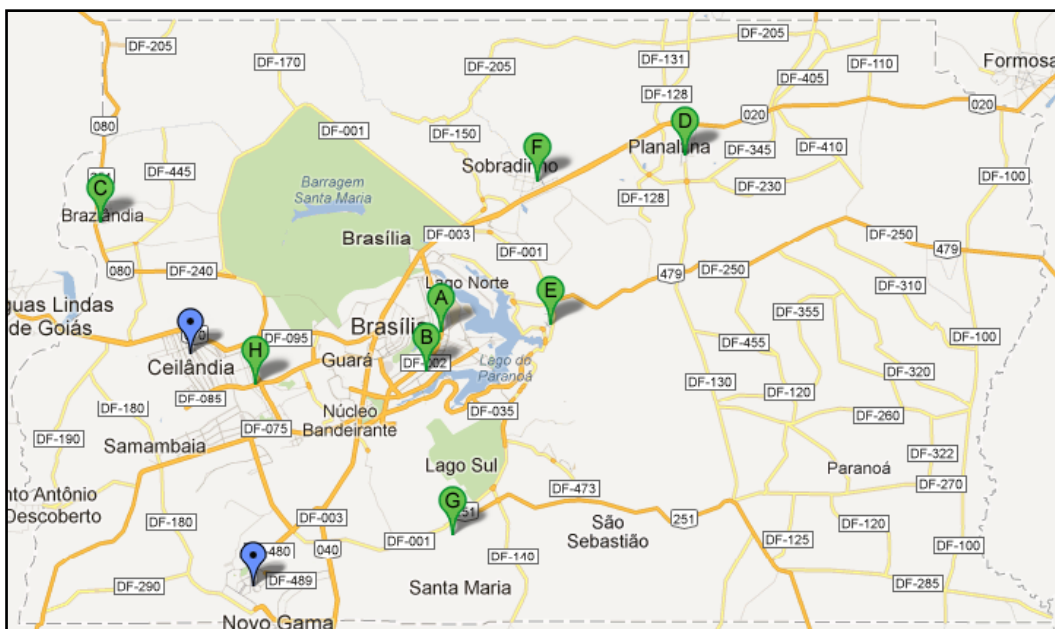 DF-205
DF-170
DF-205
DF-131
DF-205
DF-110
Formosa
DF-405
DF-128
020
020
080
DF-001
DF-150
F
D
Sobradinho
Planaltina
DF-345
DF-410
DF-445
C
Barragem
Santa Maria
DF-230
DF-100
DF-128
Brazlândia
Brasília
DF-003
DF-001
DF-250
479
080
DF-240
479
DF-250
Lago Norte
E
DF-310
guas Lindas
de Goiás
A
Brasília
DF-355
DF-095
B
DF-455
DF-100
Ceilândia
H
Guará
Lago do
Paranoá
DF-320
DF-130
DF-120
DF-085
DF-180
Núcleo
Bandeirante
DF-035
DF-260
DF-190
Samambaia
DF-075
DF-322
Lago Sul
Paranoá
DF-270
nto Antônio
Descoberto
DF-473
G
DF-180
DF-003
251
São
Sebastião
251
DF-120
DF-001
040
DF-125
DF-100
DF-140
DF-290
DF-489
Santa Maria
DF-285
Novo Gama